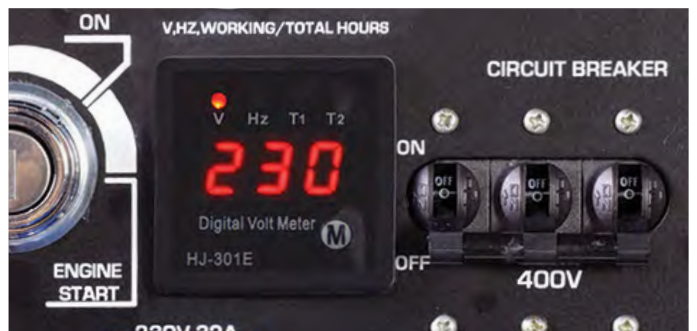 ON
V,HZ,WORKING/TOTAL HOURS
CIRCUIT BREAKER
V Hz T1 T2
230
ON
OFF OFF OFF
Digital Volt Meter M
HJ-301E
OFF
400V
ENGINE
START